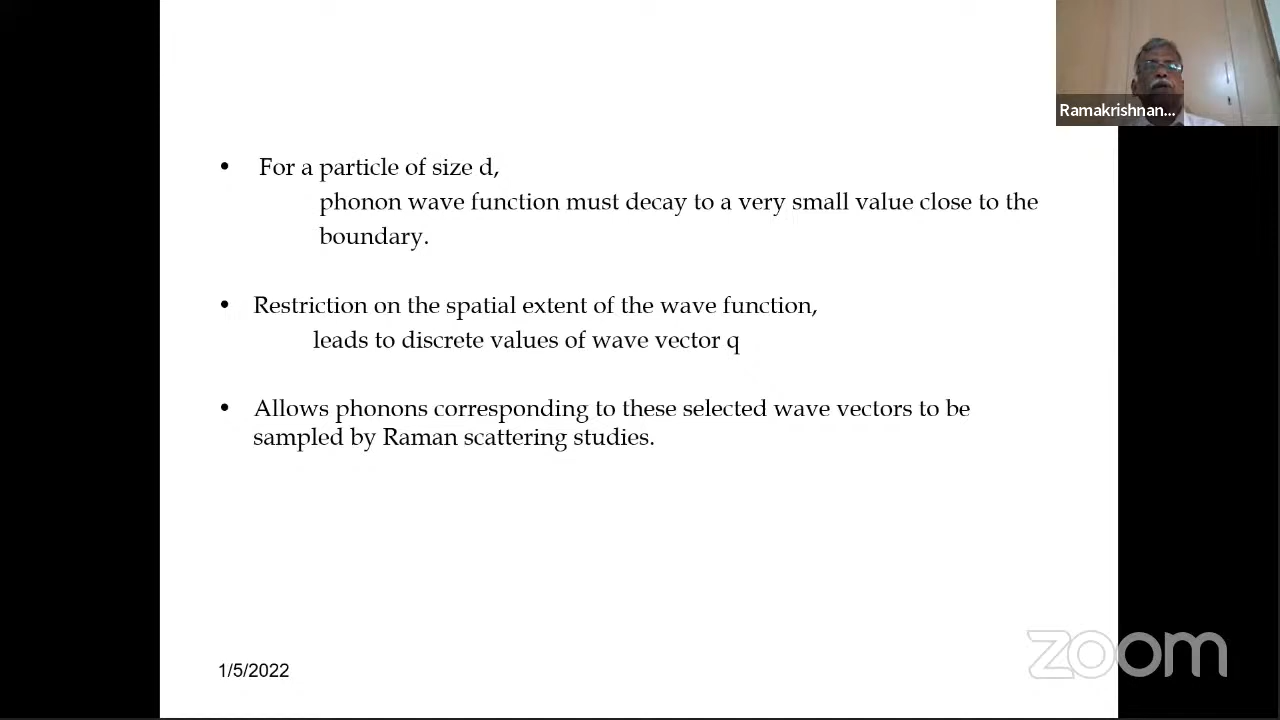 Ramakrishnan...
• For a particle of size d,
phonon wave function must decay to a very small value close to the
boundary.
• Restriction on the spatial extent of the wave function,
leads to discrete values of wave vector q
• Allows phonons corresponding to these selected wave vectors to be
sampled by Raman scattering studies.
1/5/2022
zoom